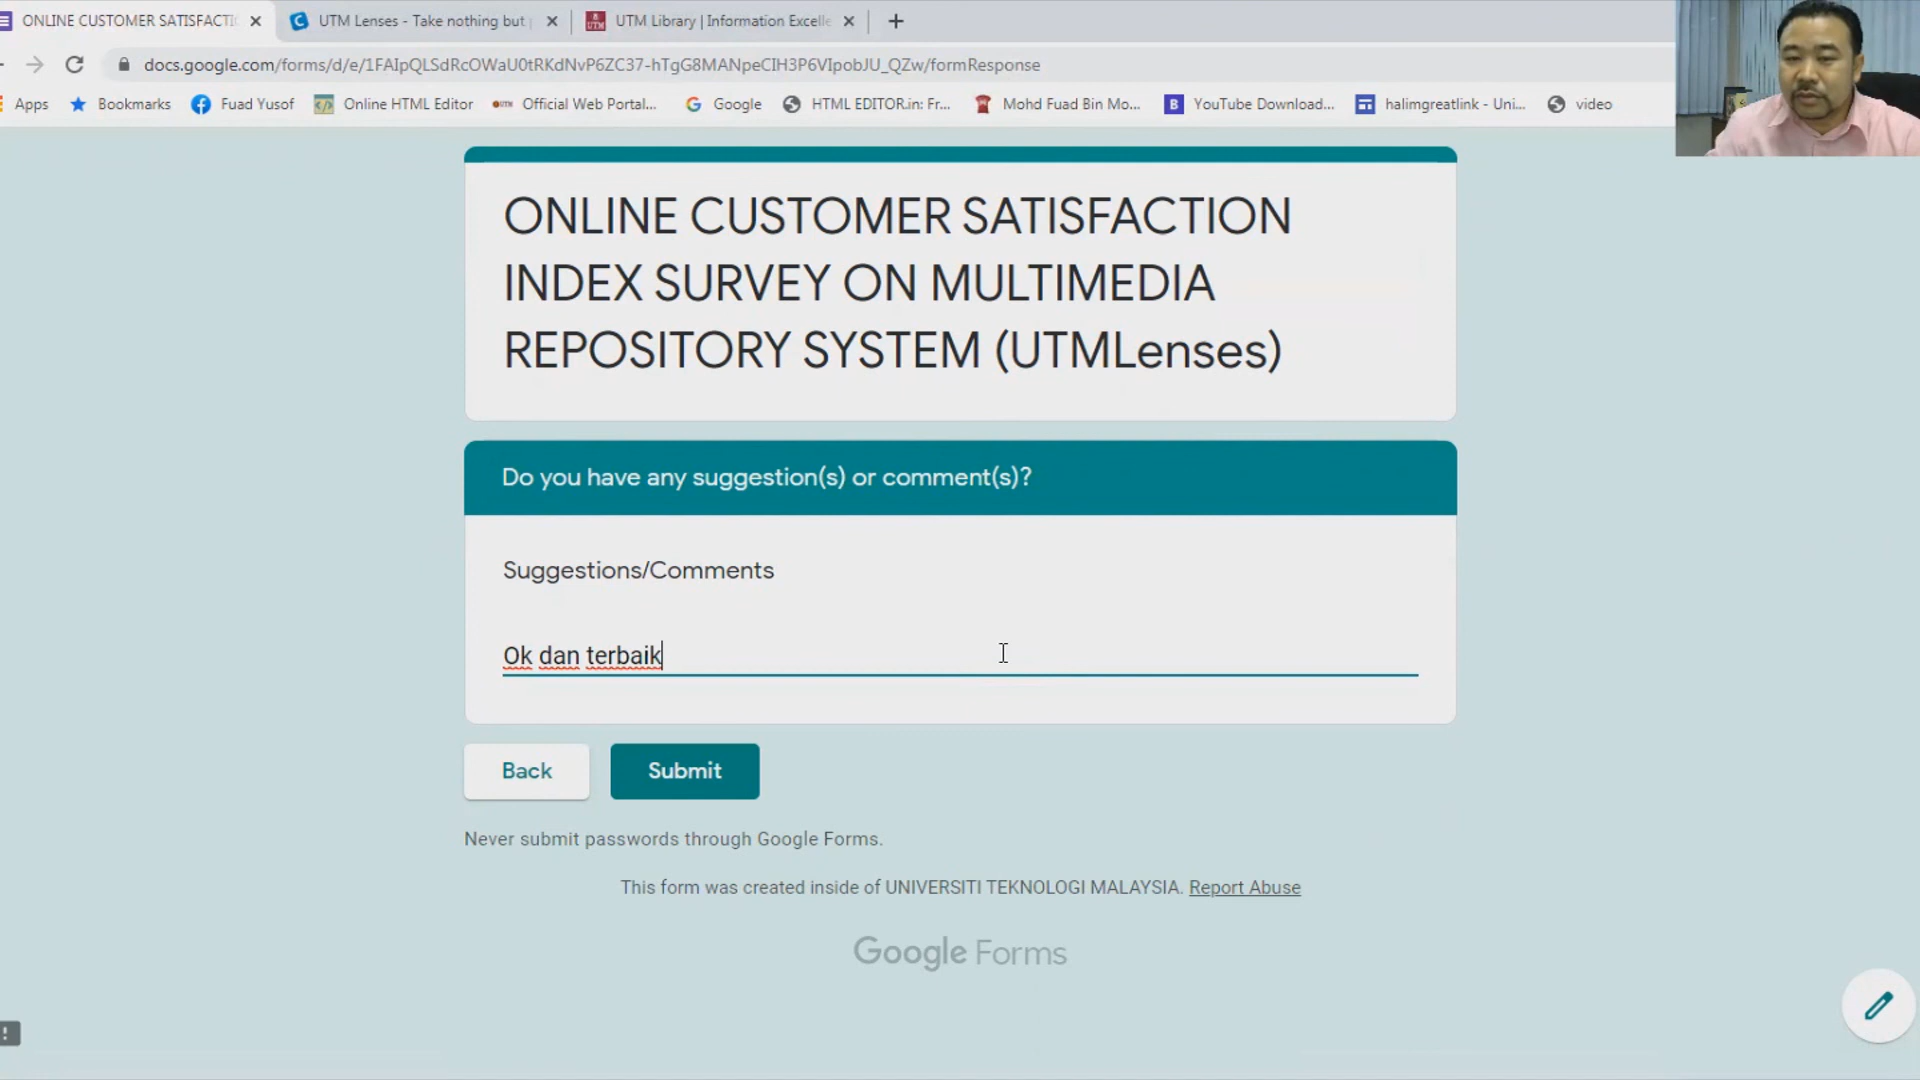 ONLINE CUSTOMER SATISFACTI
UTM Lenses - Take nothing but
UTM Library | Information Excelle
docs.google.com/forms/d/e/1FAIpQLSdRcOWaU0tRKdNvP6ZC37-hTgG8MANpeCIH3P6VIpobJU_QZw/formResponse
Apps Bookmarks Fuad Yusof Online HTML Editor Official Web Portal... Google HTML EDITOR.in: Fr... Mohd Fuad Bin Mo... YouTube Download... halimgreatlink - Uni... video
ONLINE CUSTOMER SATISFACTION
INDEX SURVEY ON MULTIMEDIA
REPOSITORY SYSTEM (UTMLenses)
Do you have any suggestion(s) or comment(s)?
Suggestions/Comments
Ok dan terbaik
Back
Submit
Never submit passwords through Google Forms.
This form was created inside of UNIVERSITI TEKNOLOGI MALAYSIA. Report Abuse
Google Forms